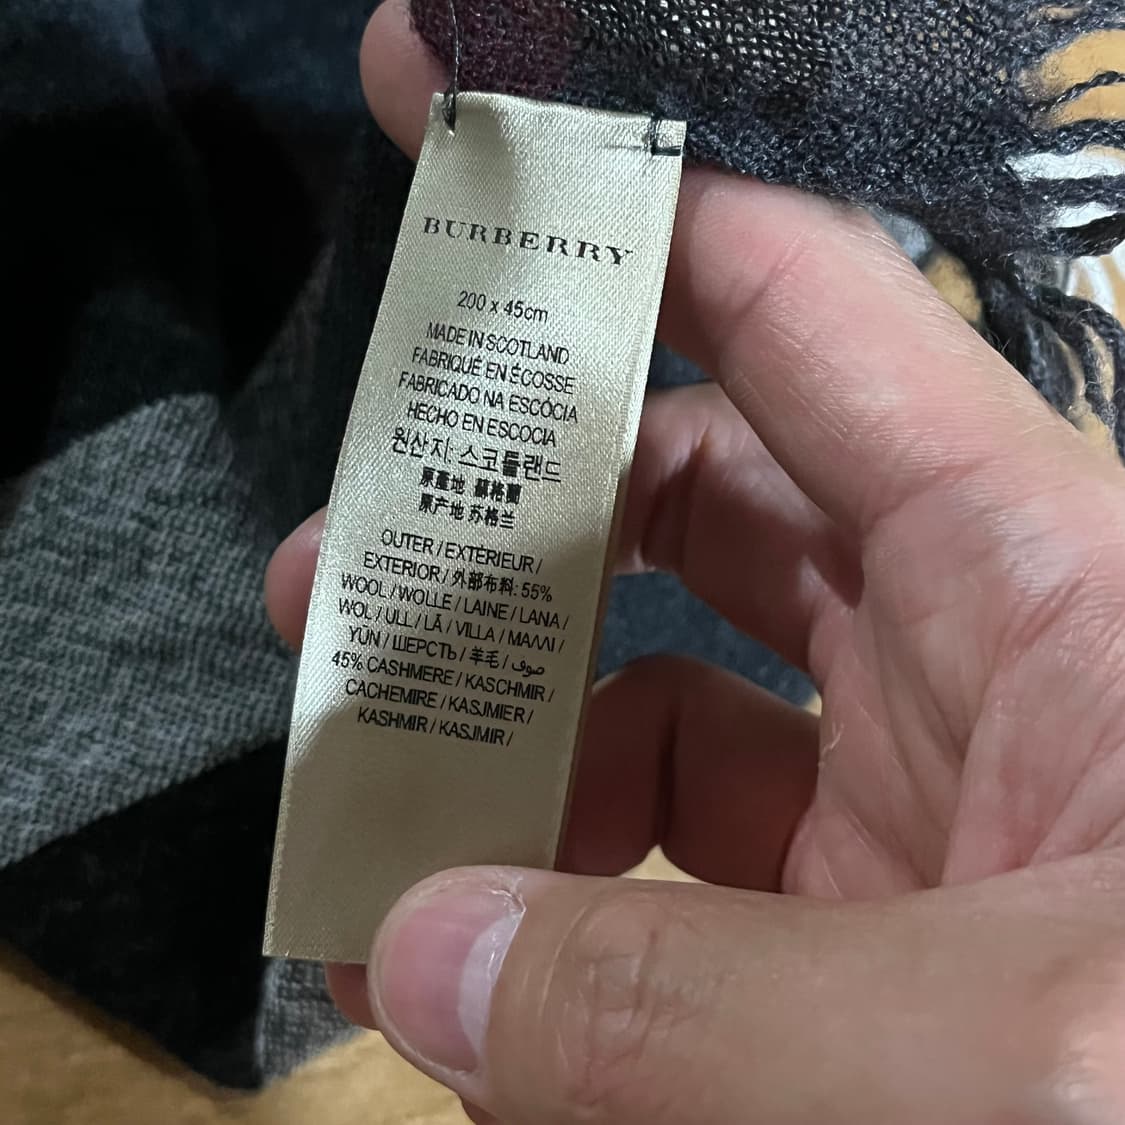 BURBERRY
200 x 45cm
MADE IN SCOTLAND
FABRIQUÉ EN ÉCOSSE
FABRICADO NA ESCÓCIA
HECHO EN ESCOCIA
원산지: 스코틀랜드
原產地 蘇格蘭
原产地 苏格兰
OUTER / EXTÉRIEUR /
EXTERIOR / 外部布料: 55%
WOOL / WOLLE / LAINE / LANA /
WOL / ULL / LÃ / VILLA / ΜΑΛΛΙ /
YÜN / ШЕРСТЬ / 羊毛 / صوف
45% CASHMERE / KASCHMIR /
CACHEMIRE / KASJMIER /
KASHMIR / KASJMIR /